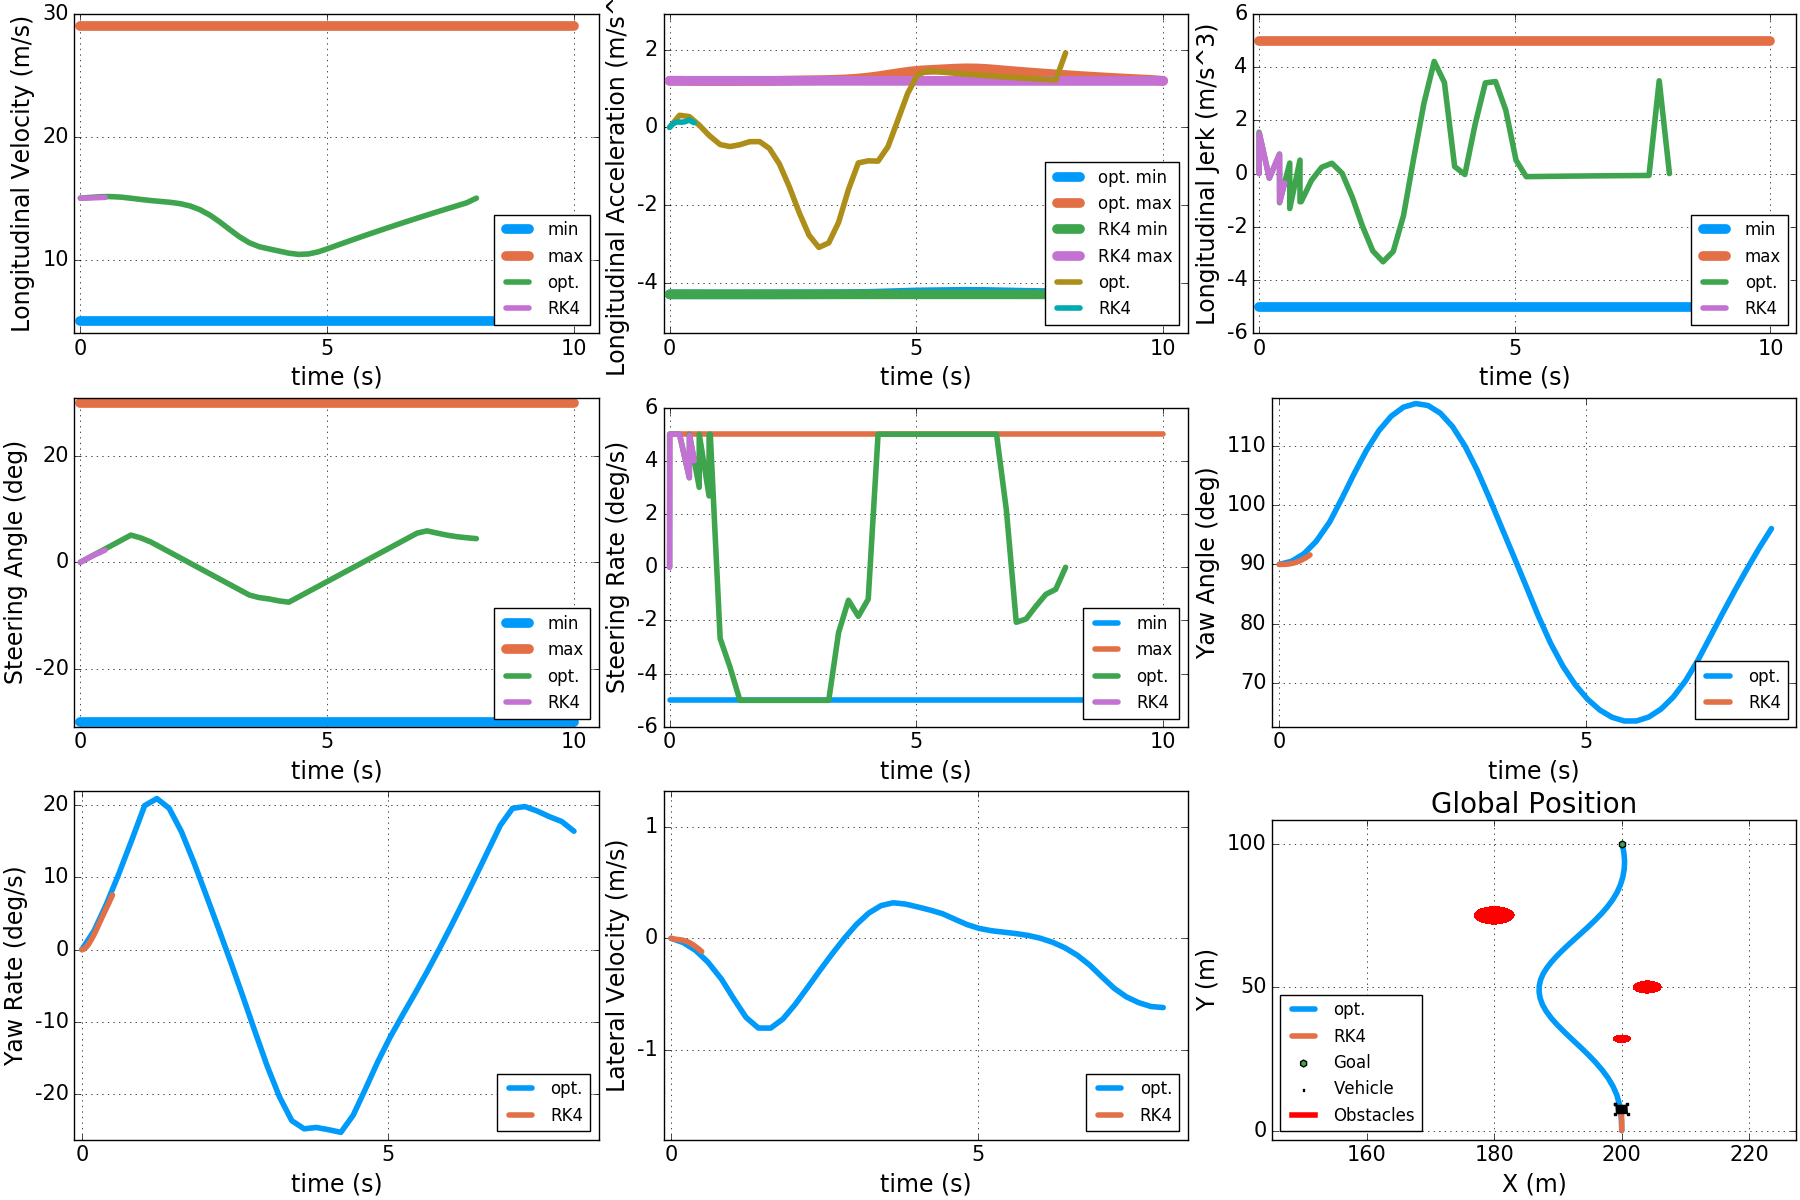 Longitudinal Velocity (m/s)
30
20
10
0
5
10
time (s)
min
max
opt.
RK4
Longitudinal Acceleration (m/s^
2
0
-2
-4
0
5
10
time (s)
opt. min
opt. max
RK4 min
RK4 max
opt.
RK4
Longitudinal Jerk (m/s^3)
6
4
2
0
-2
-4
-6
0
5
10
time (s)
min
max
opt.
RK4
Steering Angle (deg)
20
0
-20
0
5
10
time (s)
min
max
opt.
RK4
Steering Rate (deg/s)
6
4
2
0
-2
-4
-6
0
5
10
time (s)
min
max
opt.
RK4
Yaw Angle (deg)
110
100
90
80
70
0
5
time (s)
opt.
RK4
Yaw Rate (deg/s)
20
10
0
-10
-20
0
5
time (s)
opt.
RK4
Lateral Velocity (m/s)
1
0
-1
0
5
time (s)
opt.
RK4
Global Position
Y (m)
100
50
0
160
180
200
220
X (m)
opt.
RK4
Goal
Vehicle
Obstacles